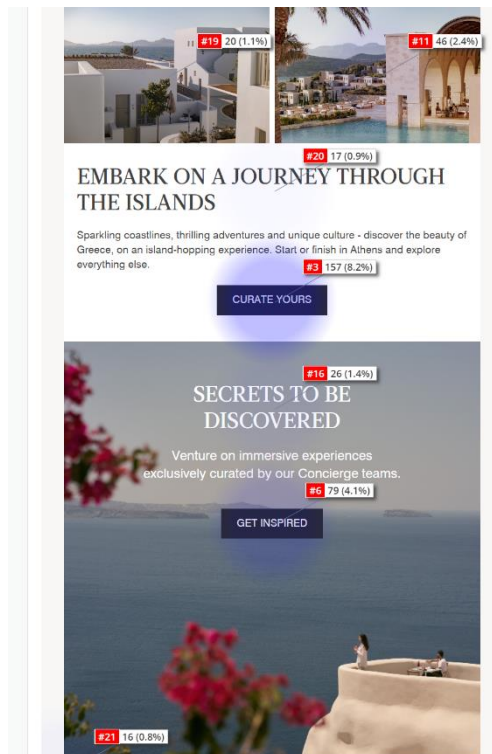 #19 20 (1.1%)
#11 46 (2.4%)
#20 17 (0.9%)
EMBARK ON A JOURNEY THROUGH
THE ISLANDS
Sparkling coastlines, thrilling adventures and unique culture - discover the beauty of
Greece, on an island-hopping experience. Start or finish in Athens and explore
everything else.
#3 157 (8.2%)
CURATE YOURS
#16 26 (1.4%)
SECRETS TO BE
DISCOVERED
Venture on immersive experiences
exclusively curated by our Concierge teams.
#6 79 (4.1%)
GET INSPIRED
#21 16 (0.8%)